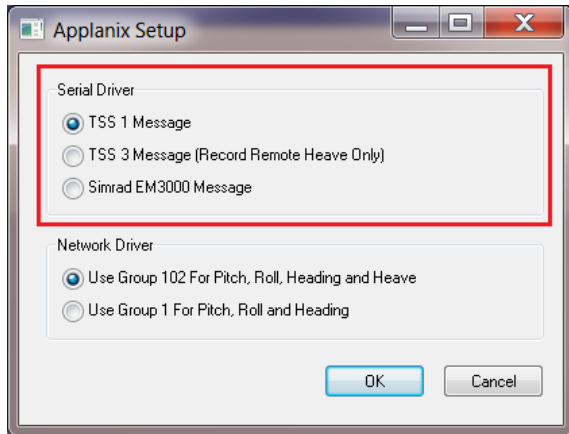 Applanix Setup
Serial Driver
TSS 1 Message
TSS 3 Message (Record Remote Heave Only)
Simrad EM3000 Message
Network Driver
Use Group 102 For Pitch, Roll, Heading and Heave
Use Group 1 For Pitch, Roll and Heading
OK Cancel